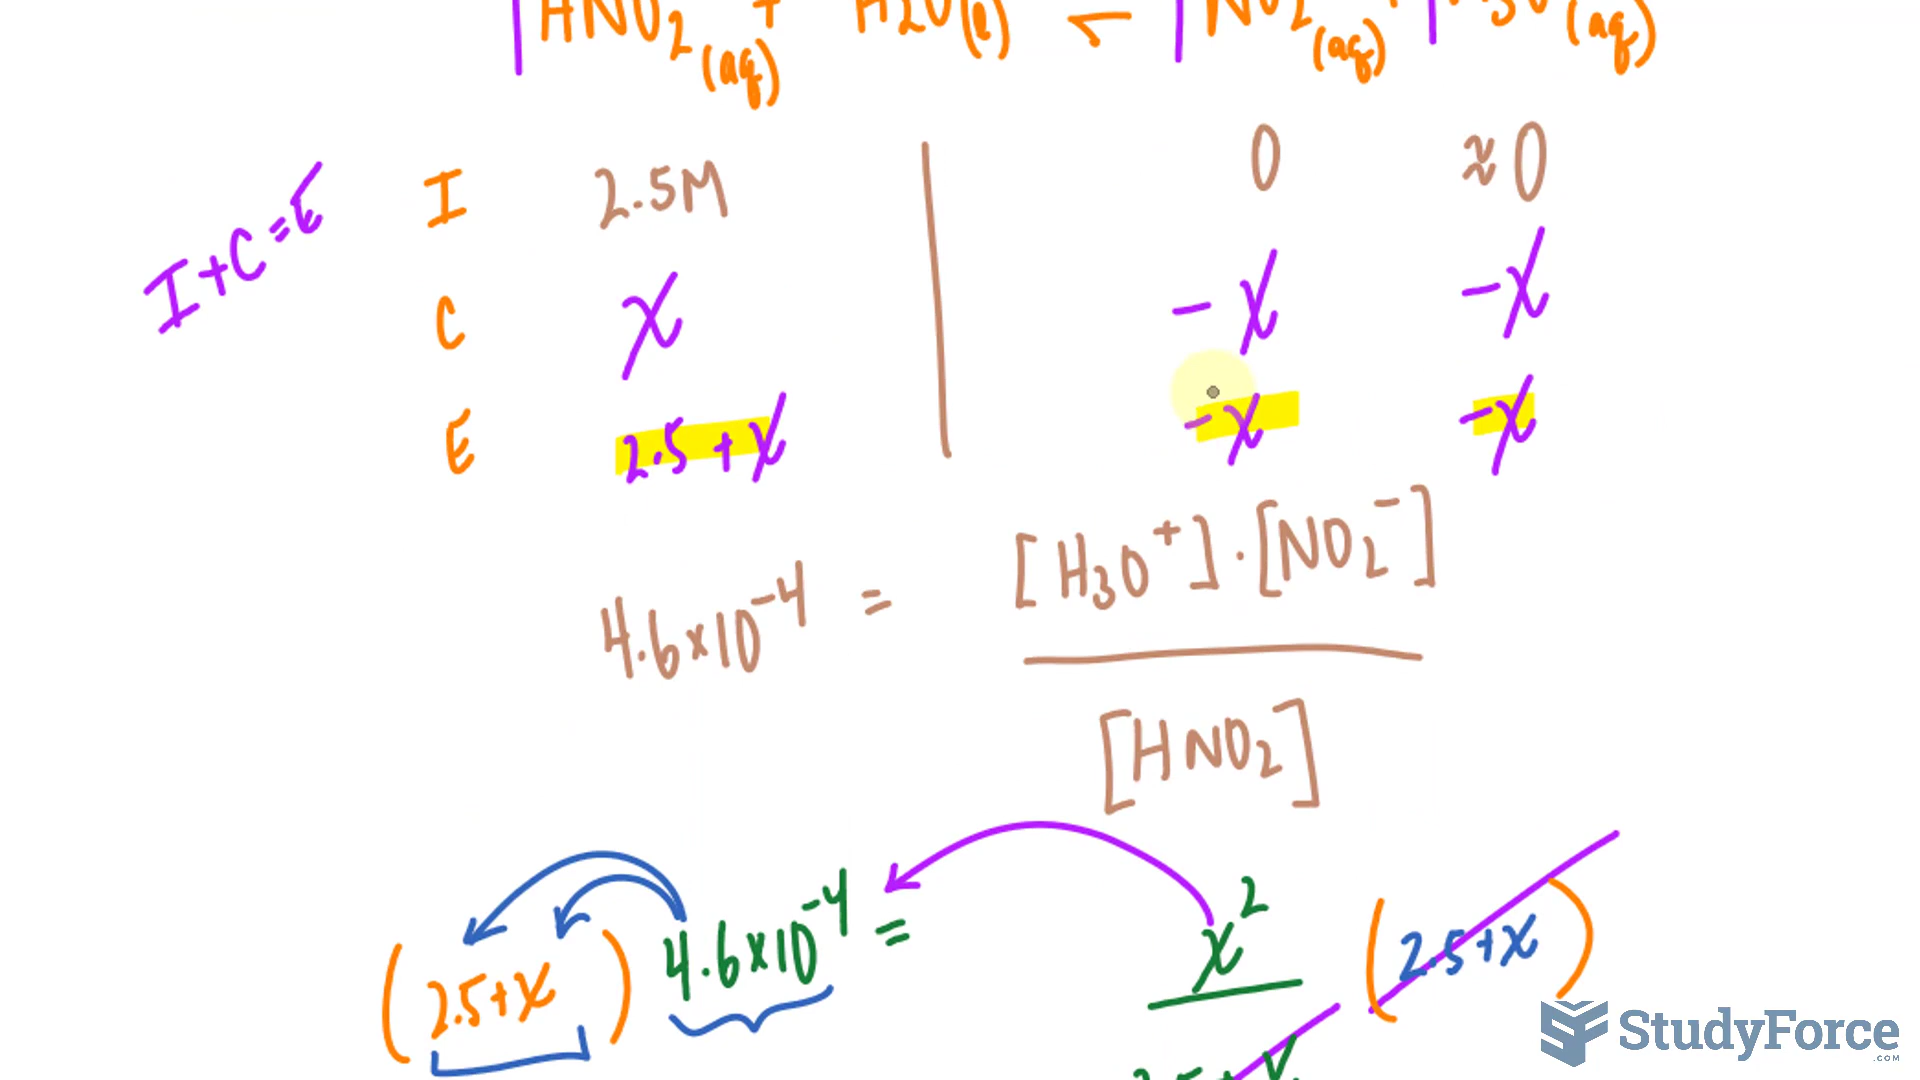 HNO2(aq) + H2O(l) ↽ NO2(aq) H3O(aq)
I+C=E
I 2.5M 0 ≈0
C x -x -x
E 2.5+x -x -x
4.6×10^-4 = [H3O^+]·[NO2^-]
[HNO2]
(2.5+x) 4.6×10^-4 = x^2 (2.5+x)
2.5+x
StudyForce
.COM